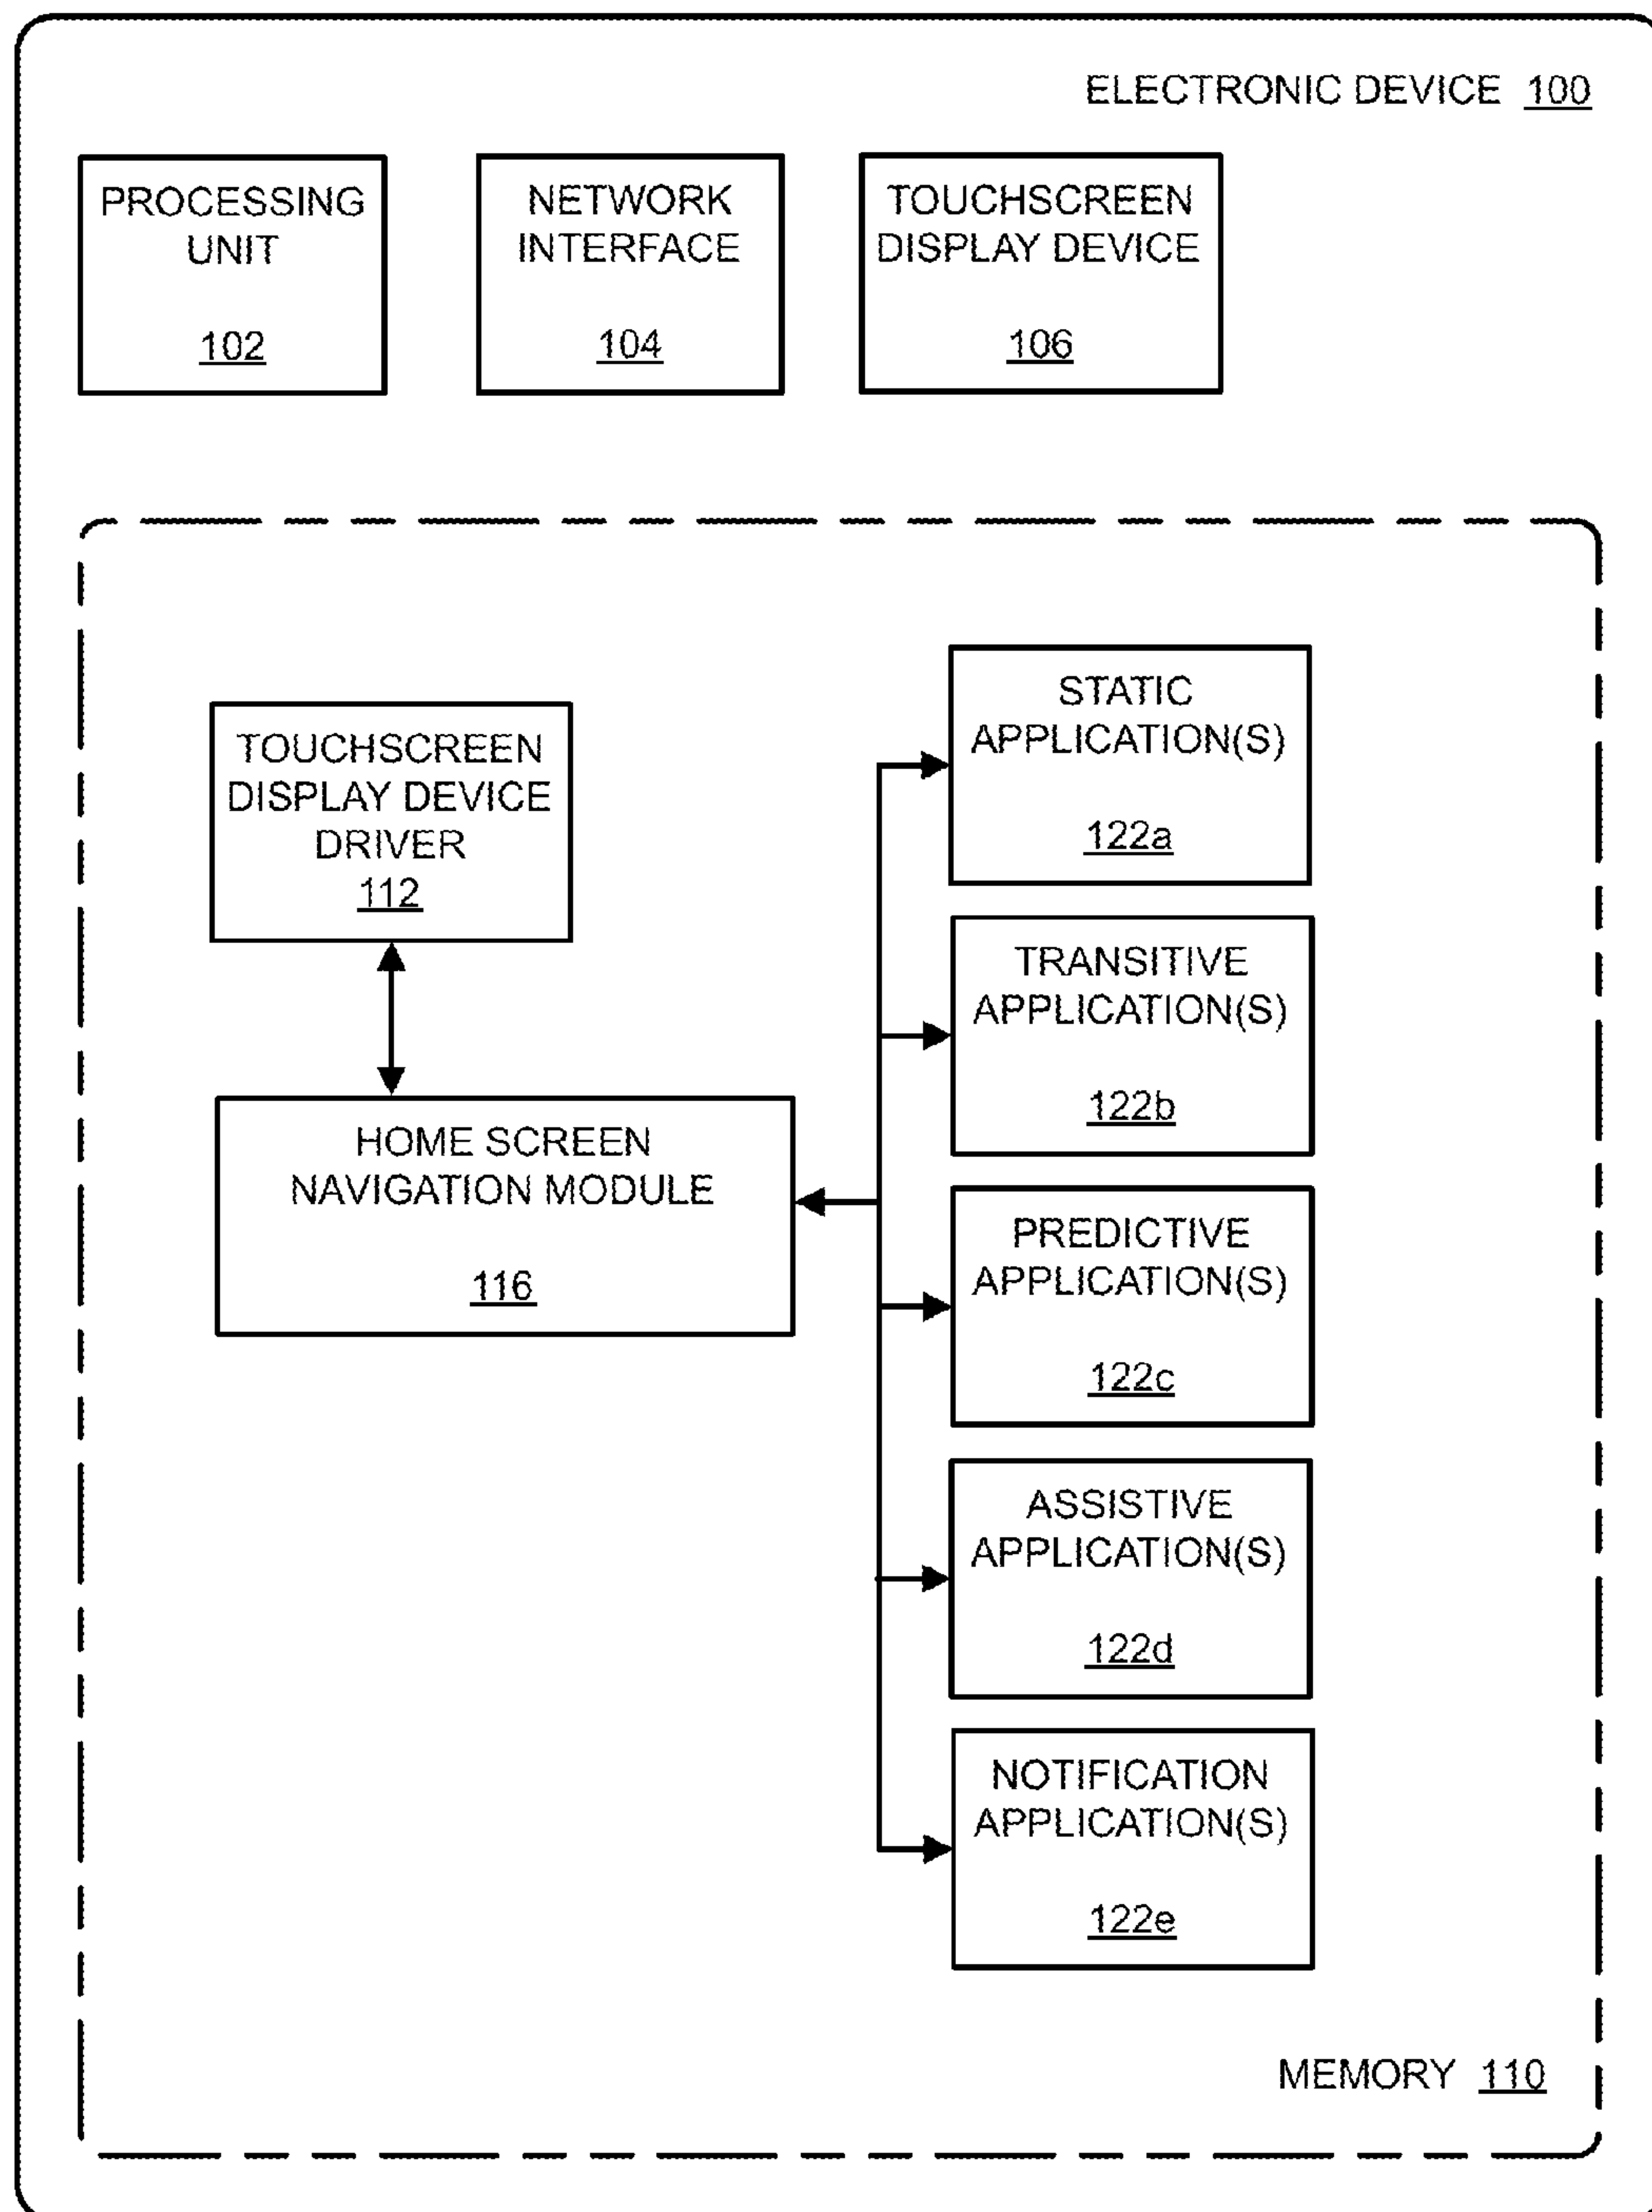 ELECTRONIC DEVICE 100
PROCESSING
UNIT
102
NETWORK
INTERFACE
104
TOUCHSCREEN
DISPLAY DEVICE
106
TOUCHSCREEN
DISPLAY DEVICE
DRIVER
112
HOME SCREEN
NAVIGATION MODULE
116
STATIC
APPLICATION(S)
122a
TRANSITIVE
APPLICATION(S)
122b
PREDICTIVE
APPLICATION(S)
122c
ASSISTIVE
APPLICATION(S)
122d
NOTIFICATION
APPLICATION(S)
122e
MEMORY 110